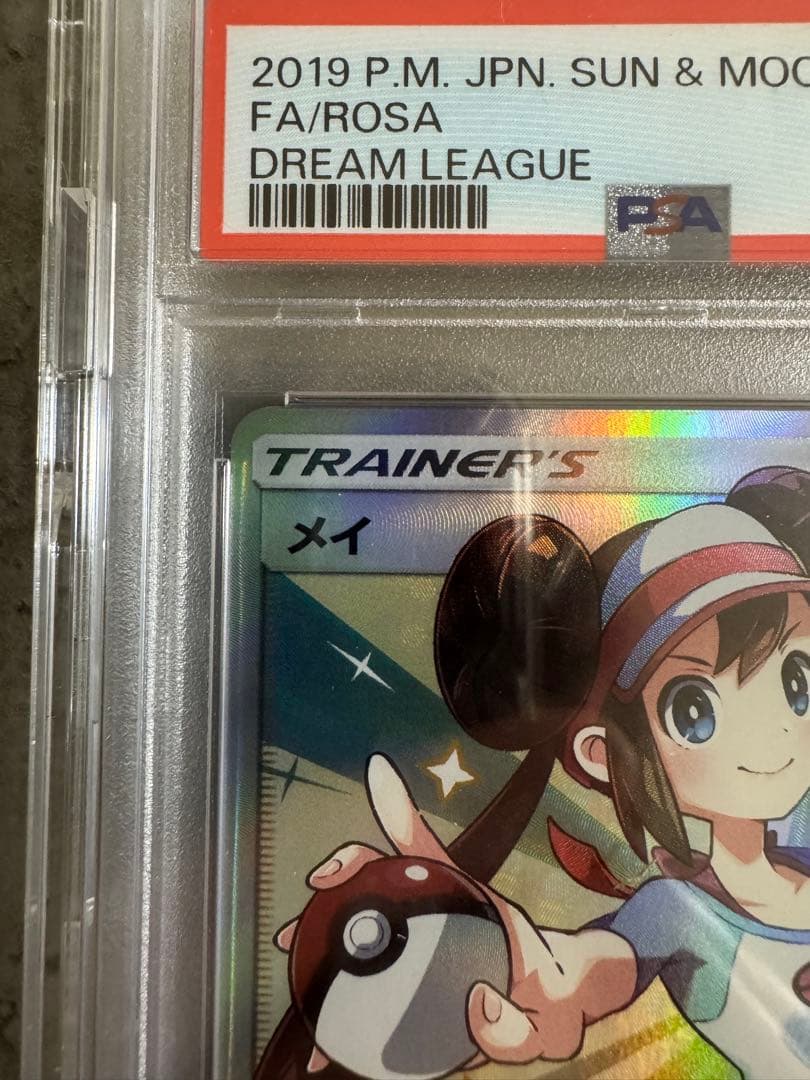 2019 P.M. JPN. SUN & MOO
FA/ROSA
DREAM LEAGUE
PSA
TRAINER'S
メイ